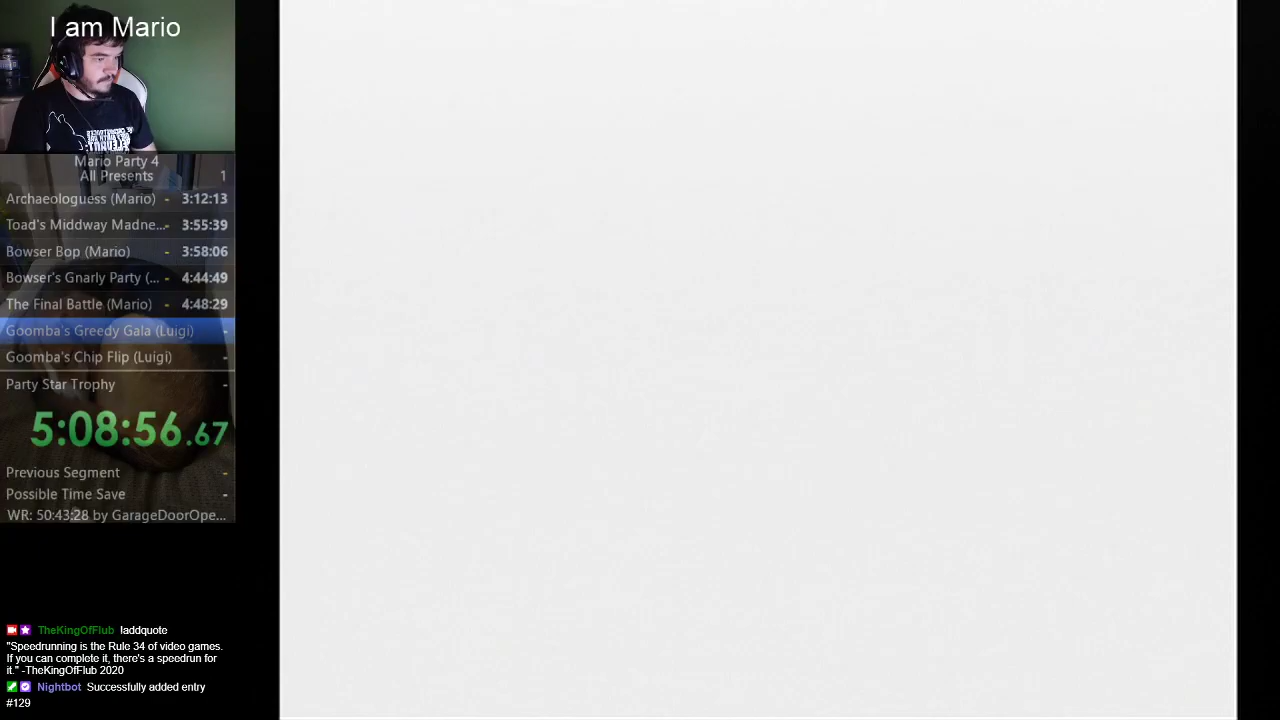 I am Mario
Mario Party 4
All Presents 1
Archaeologuess (Mario) - 3:12:13
Toad's Middway Madne... - 3:55:39
Bowser Bop (Mario) - 3:58:06
Bowser's Gnarly Party (... - 4:44:49
The Final Battle (Mario) - 4:48:29
Goomba's Greedy Gala (Luigi) -
Goomba's Chip Flip (Luigi) -
Party Star Trophy -
5:08:56.67
Previous Segment -
Possible Time Save -
WR: 50:43:28 by GarageDoorOpe...
TheKingOfFlub !addquote
"Speedrunning is the Rule 34 of video games.
If you can complete it, there's a speedrun for
it." -TheKingOfFlub 2020
Nightbot Successfully added entry
#129